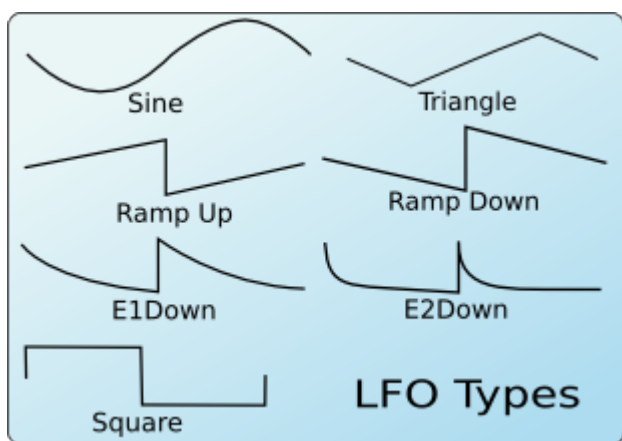 Sine
Triangle
Ramp Up
Ramp Down
E1Down
E2Down
Square
LFO Types